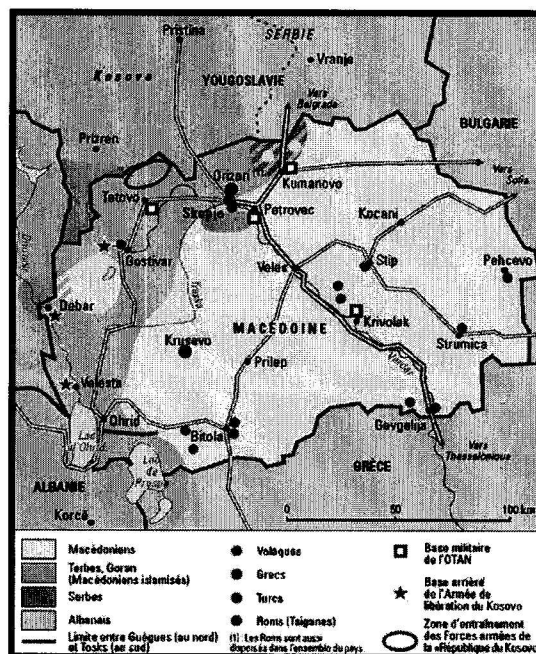 Pristina
SERBIE
Vranje
Kosovo
YOUGOSLAVIE
Vers
Belgrade
BULGARIE
Prizren
(1)
Orizari
Kumanovo
Vers
Sofia
Tetovo
Skopje
Petrovec
Kocani
Gostivar
Veles
Stip
Pehcevo
Debar
Krivolak
MACÉDOINE
Krusevo
Strumica
Prilep
Velesta
Vardar
Ohrid
Bitola
Gevgelija
Lac
d'Ohrid
Lac
de
Prespa
Vers
Thessalonique
ALBANIE
GRÈCE
Korcë
0 50 100 km
Macédoniens
Torbes, Goran
(Macédoniens islamisés)
Serbes
Albanais
Limite entre Guègues (au nord)
et Tosks (au sud)
Valaques
Grecs
Turcs
Roms (Tsiganes)
(1) : Les Roms sont aussi
dispersés dans l'ensemble du pays
Base militaire
de l'OTAN
Base arrière
de l'Armée de
libération du Kosovo
Zone d'entraînement
des Forces armées de
la «République du Kosovo»